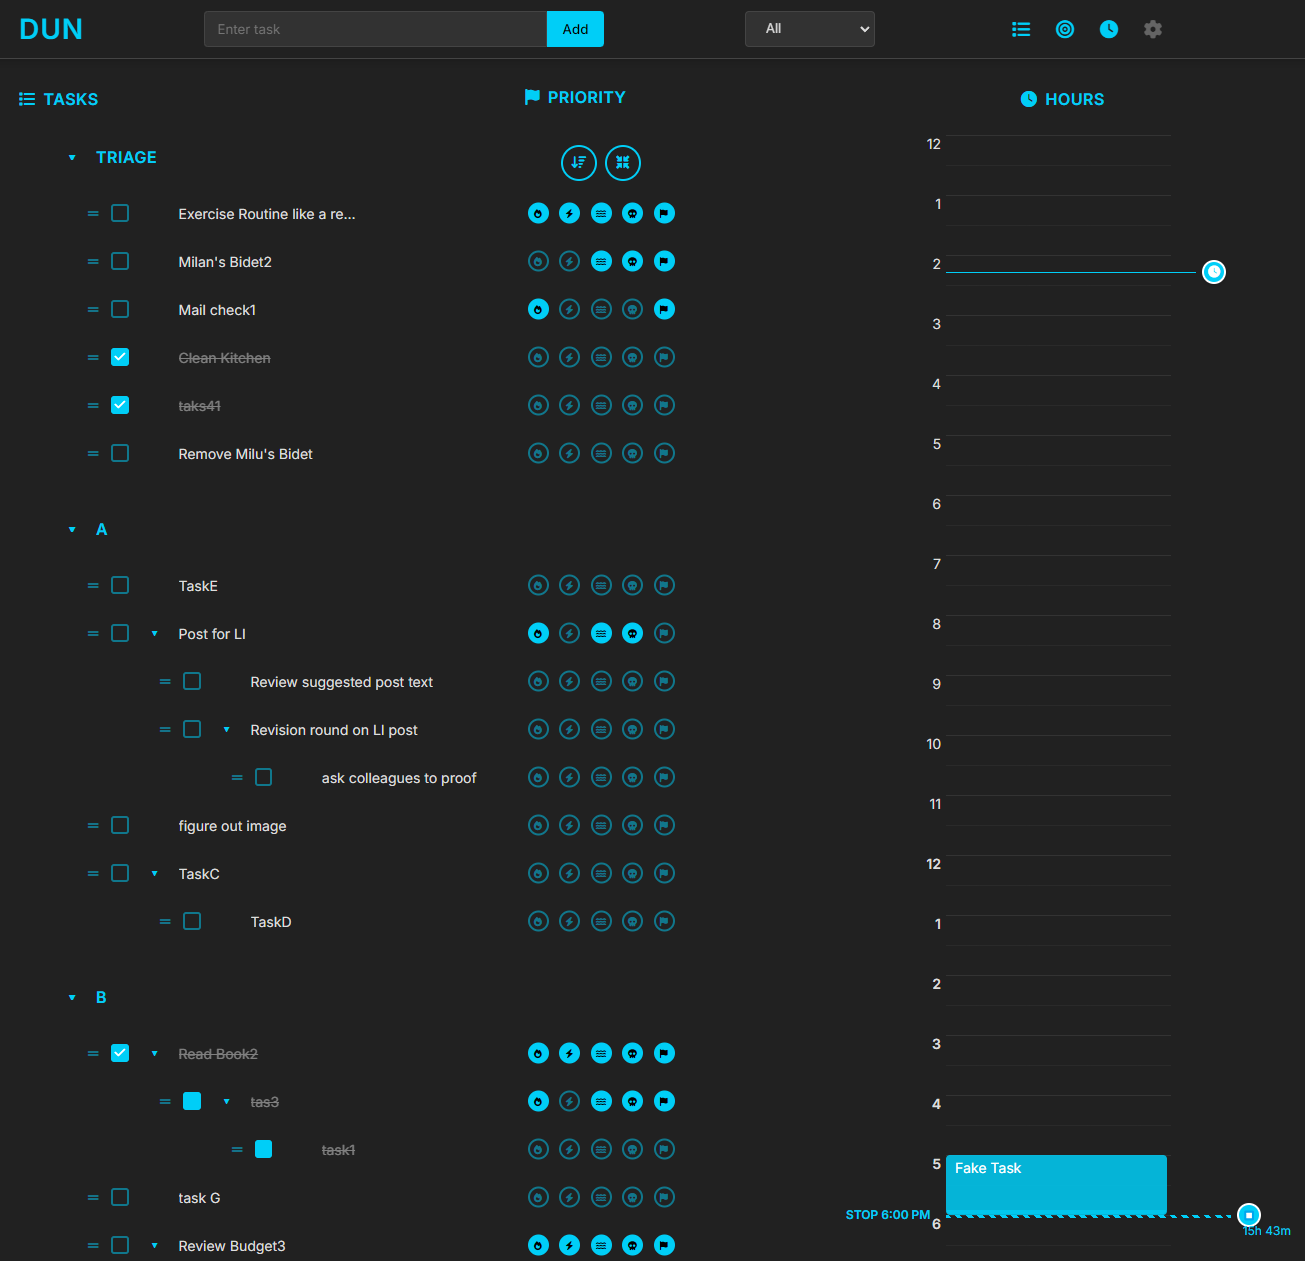 DUN
Enter task
Add
All
TASKS
PRIORITY
HOURS
TRIAGE
Exercise Routine like a re...
Milan's Bidet2
Mail check1
Clean Kitchen
taks41
Remove Milu's Bidet
A
TaskE
Post for LI
Review suggested post text
Revision round on LI post
ask colleagues to proof
figure out image
TaskC
TaskD
B
Read Book2
tas3
task1
task G
Review Budget3
12
1
2
3
4
5
6
7
8
9
10
11
12
1
2
3
4
5
Fake Task
STOP 6:00 PM
6
15h 43m